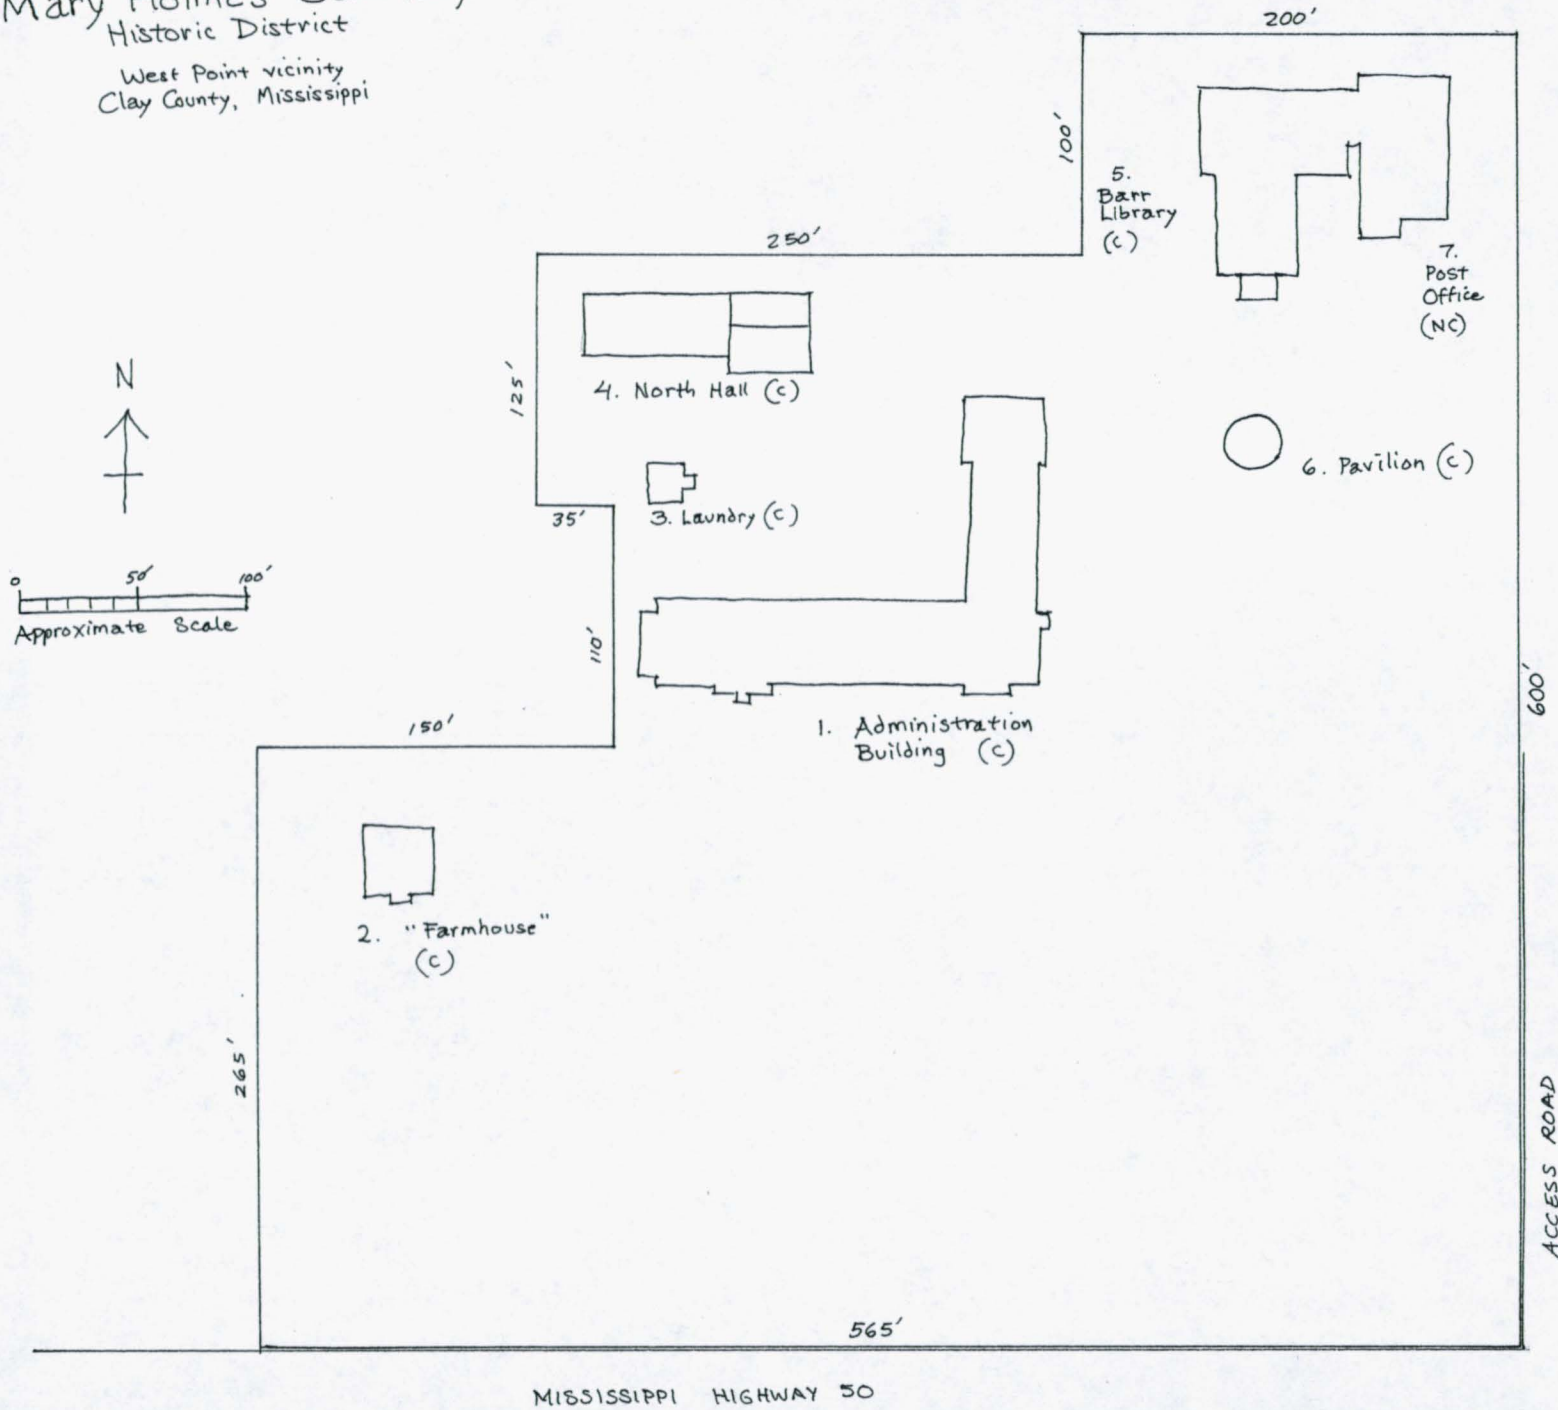 Mary Holmes
Historic District
West Point vicinity
Clay County, Mississippi
200'
100'
5.
Barr
Library
(C)
7.
Post
Office
(NC)
250'
125'
4. North Hall (C)
N
6. Pavilion (C)
35'
3. Laundry (C)
0 50' 100'
Approximate Scale
110'
600'
150'
1. Administration
Building (C)
2. "Farmhouse"
(C)
265'
ACCESS ROAD
565'
MISSISSIPPI HIGHWAY 50